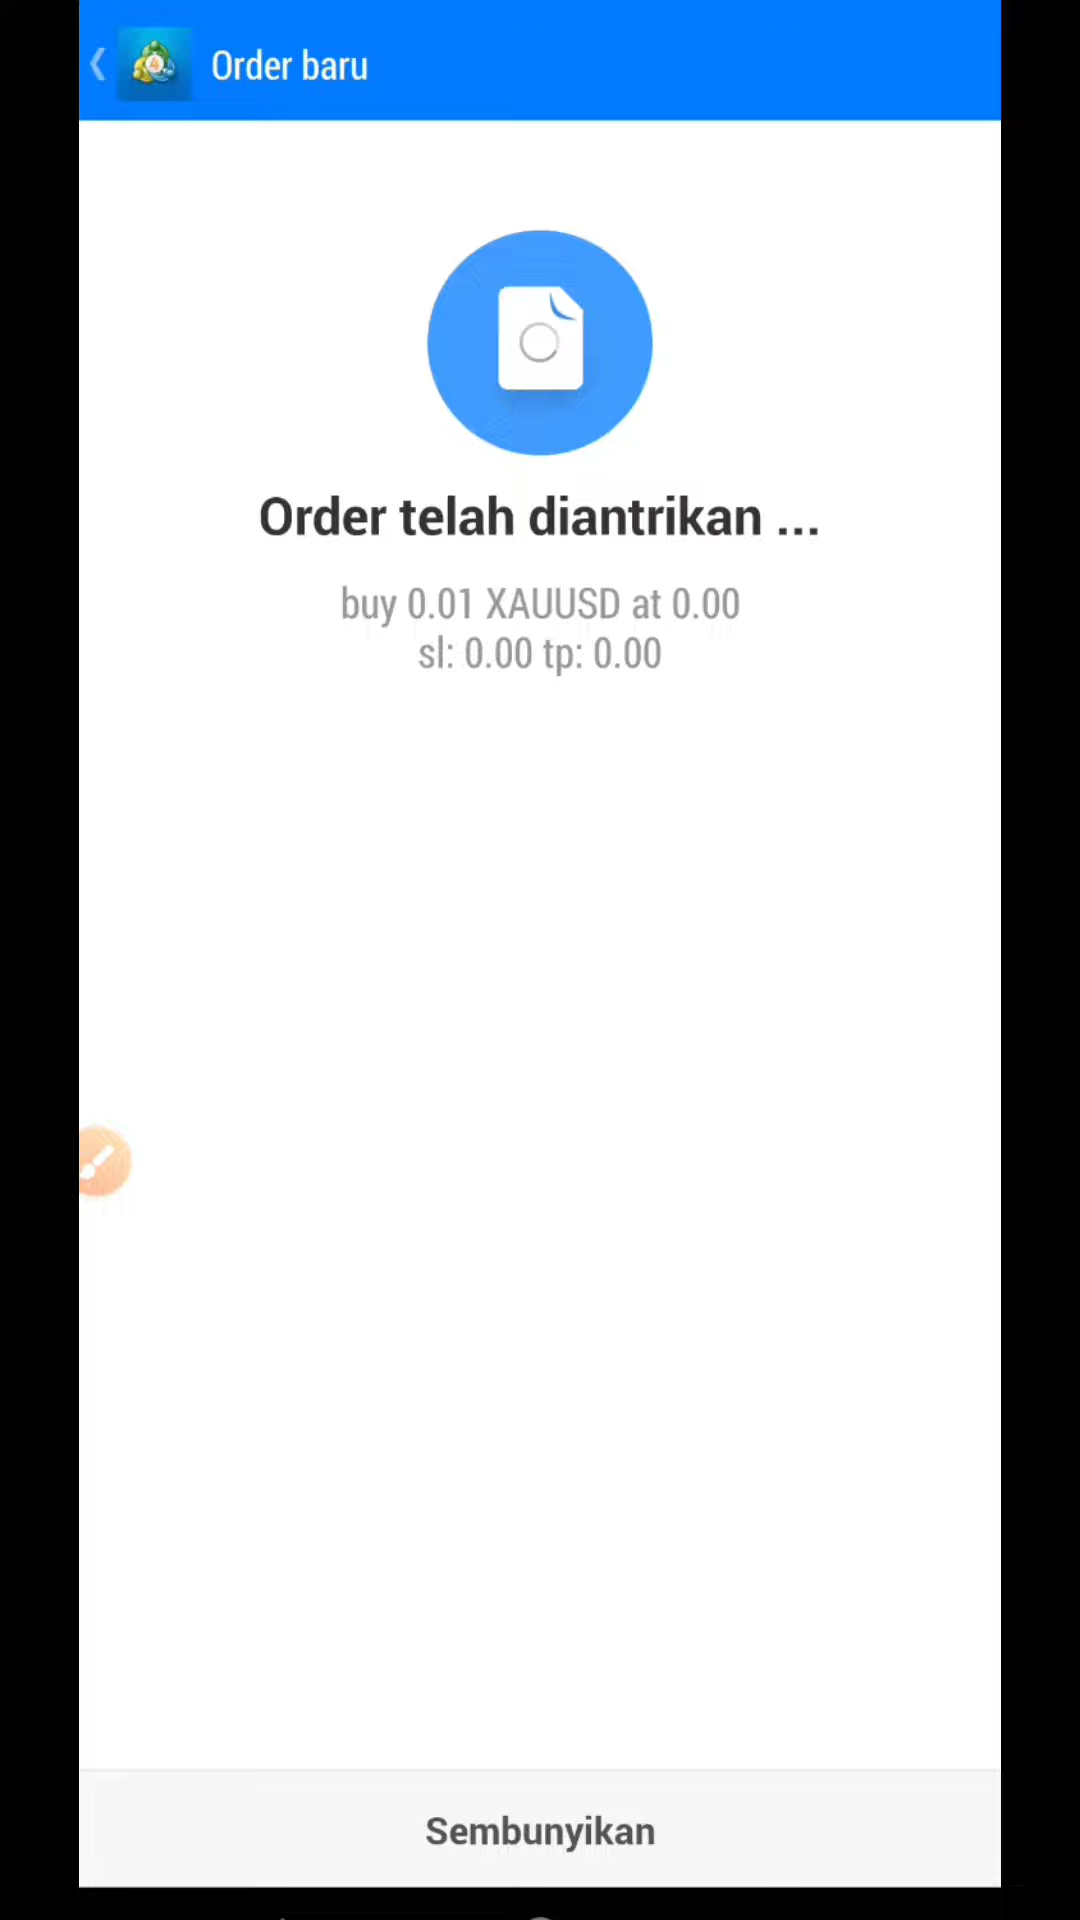 Order baru
Order telah diantrikan ...
buy 0.01 XAUUSD at 0.00
sl: 0.00 tp: 0.00
Sembunyikan